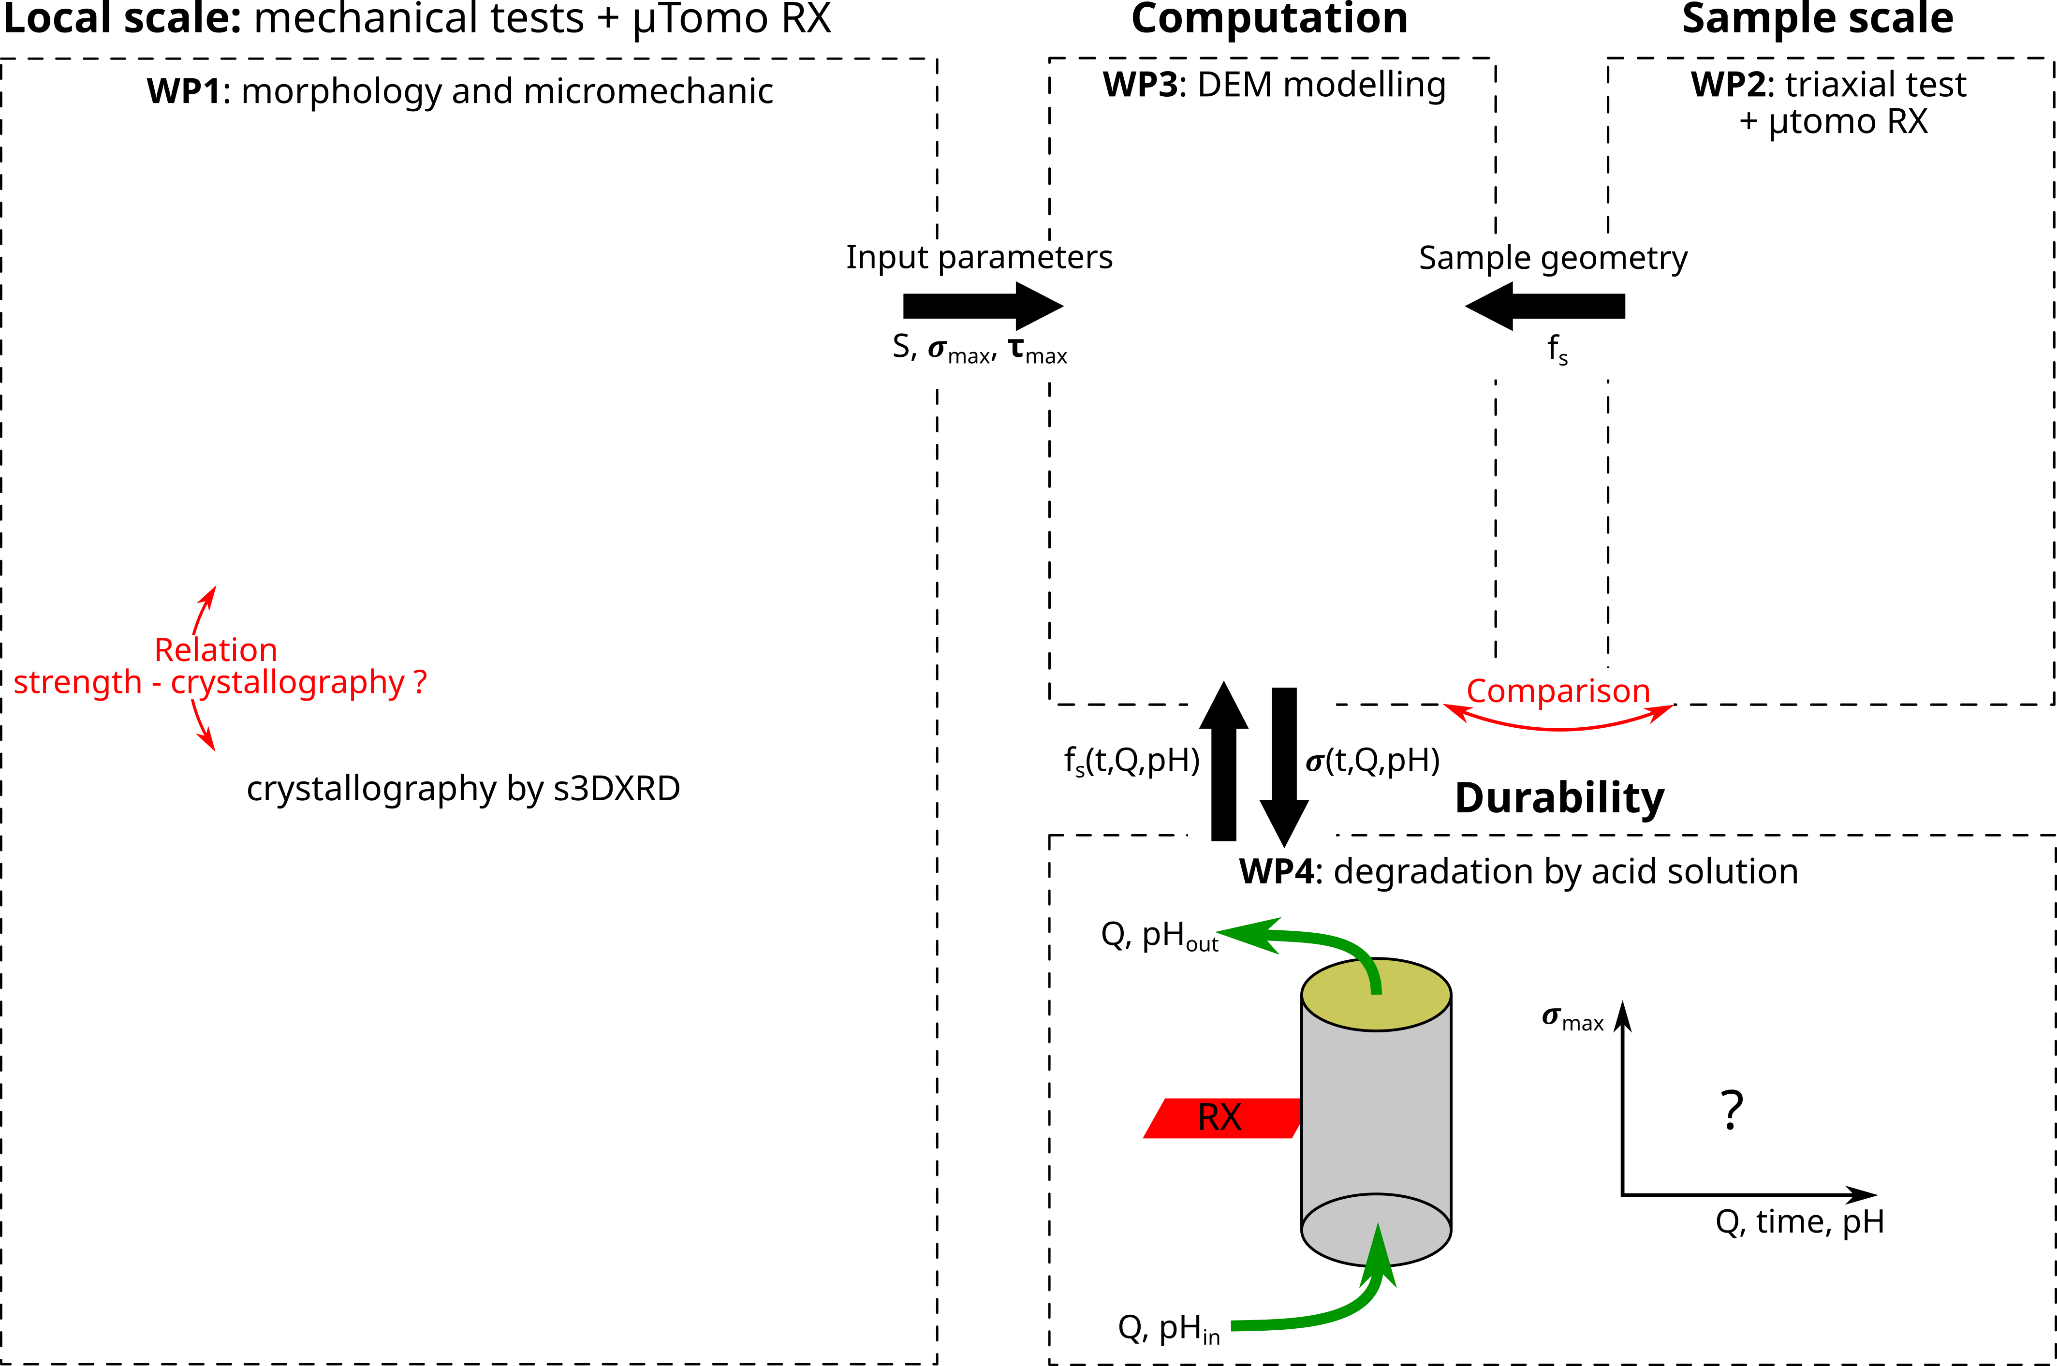 Local scale: mechanical tests + µTomo RX
WP1: morphology and micromechanic
Relation
strength - crystallography ?
crystallography by s3DXRD
Input parameters
S, σmax, τmax
Computation
WP3: DEM modelling
Sample geometry
fs
Sample scale
WP2: triaxial test
+ µtomo RX
Comparison
fs(t,Q,pH)
σ(t,Q,pH)
Durability
WP4: degradation by acid solution
Q, pHout
RX
Q, pHin
σmax
?
Q, time, pH